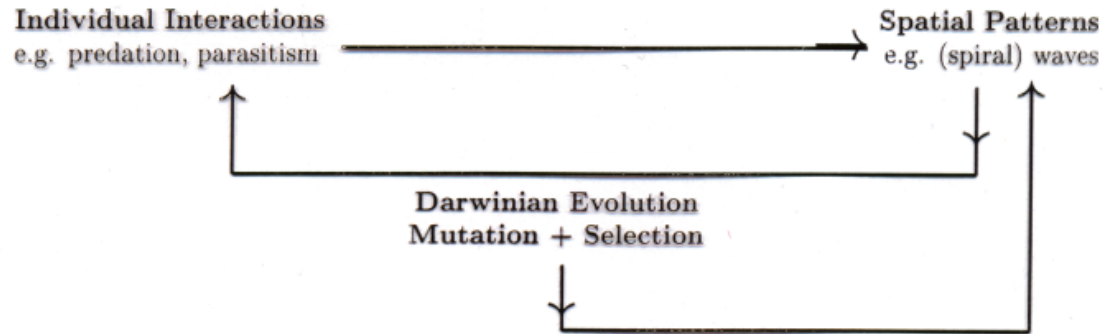 Individual Interactions
e.g. predation, parasitism
Spatial Patterns
e.g. (spiral) waves
Darwinian Evolution
Mutation + Selection